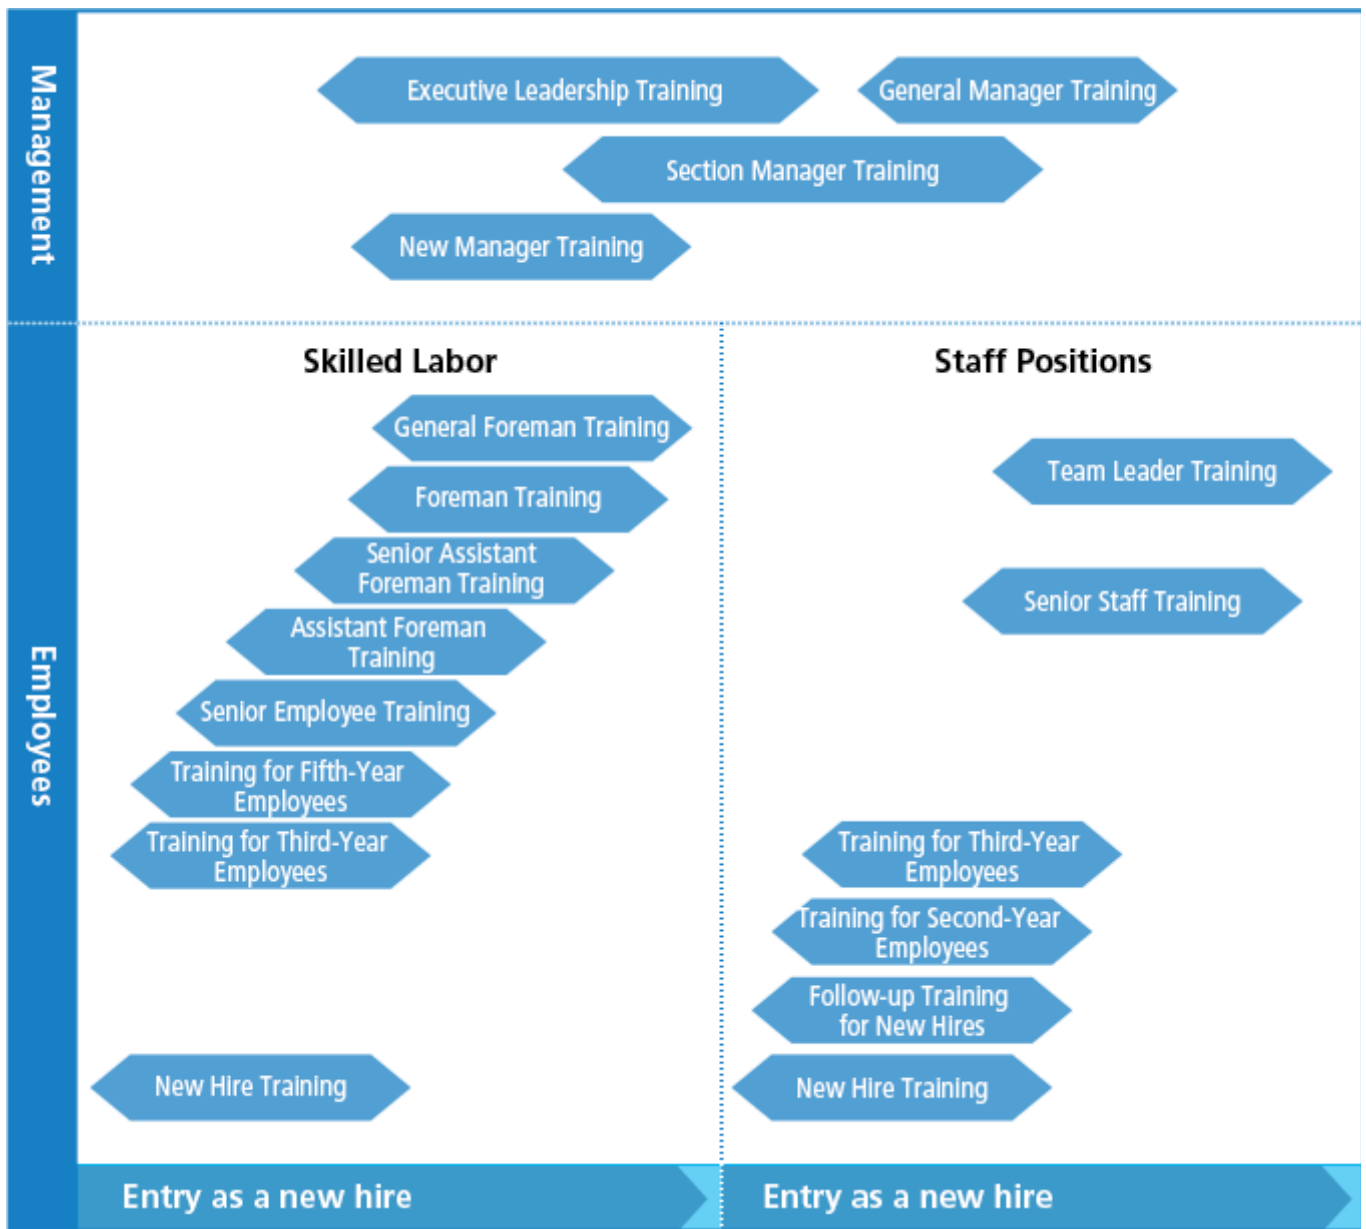 Management
Executive Leadership Training
General Manager Training
Section Manager Training
New Manager Training
Employees
Skilled Labor
General Foreman Training
Foreman Training
Senior Assistant
Foreman Training
Assistant Foreman
Training
Senior Employee Training
Training for Fifth-Year
Employees
Training for Third-Year
Employees
New Hire Training
Entry as a new hire
Staff Positions
Team Leader Training
Senior Staff Training
Training for Third-Year
Employees
Training for Second-Year
Employees
Follow-up Training
for New Hires
New Hire Training
Entry as a new hire